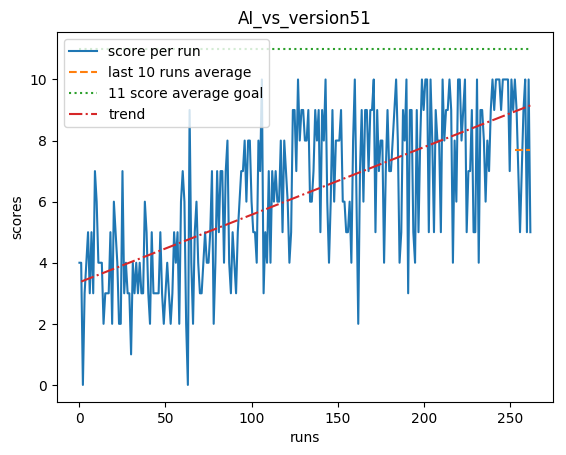 AI_vs_version51
score per run
last 10 runs average
11 score average goal
trend
scores
10
8
6
4
2
0
0
50
100
150
200
250
runs